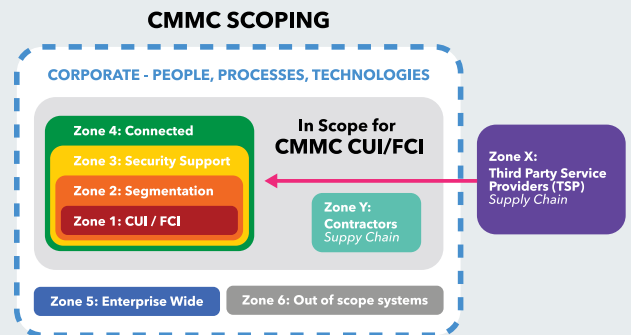 CMMC SCOPING
CORPORATE - PEOPLE, PROCESSES, TECHNOLOGIES
Zone 4: Connected
Zone 3: Security Support
Zone 2: Segmentation
Zone 1: CUI / FCI
In Scope for
CMMC CUI/FCI
Zone Y:
Contractors
Suppy Chain
Zone X:
Third Party Service
Providers (TSP)
Supply Chain
Zone 5: Enterprise Wide
Zone 6: Out of scope systems